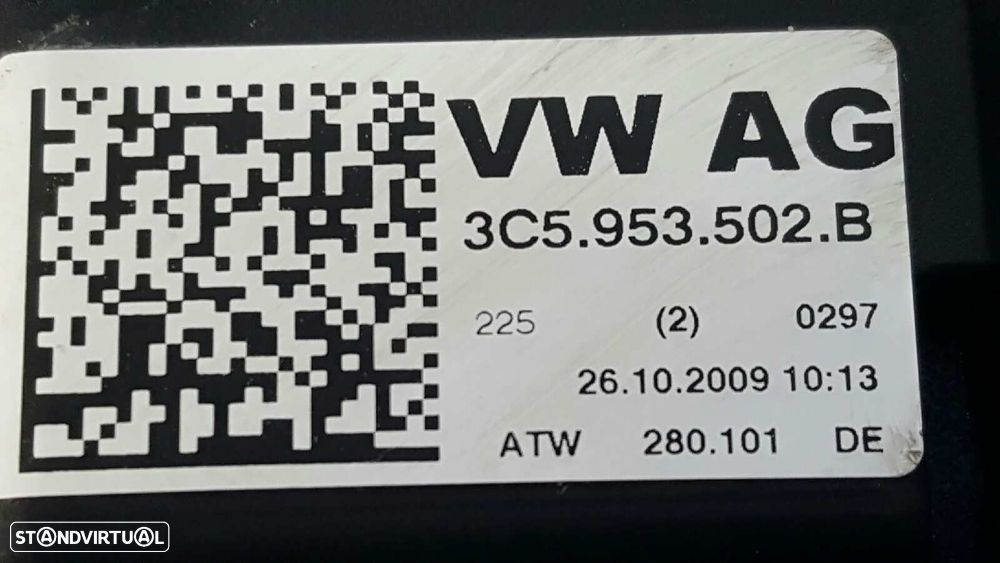 VW AG
3C5.953.502.B
225 (2) 0297
26.10.2009 10:13
ATW 280.101 DE
STANDVIRTUAL